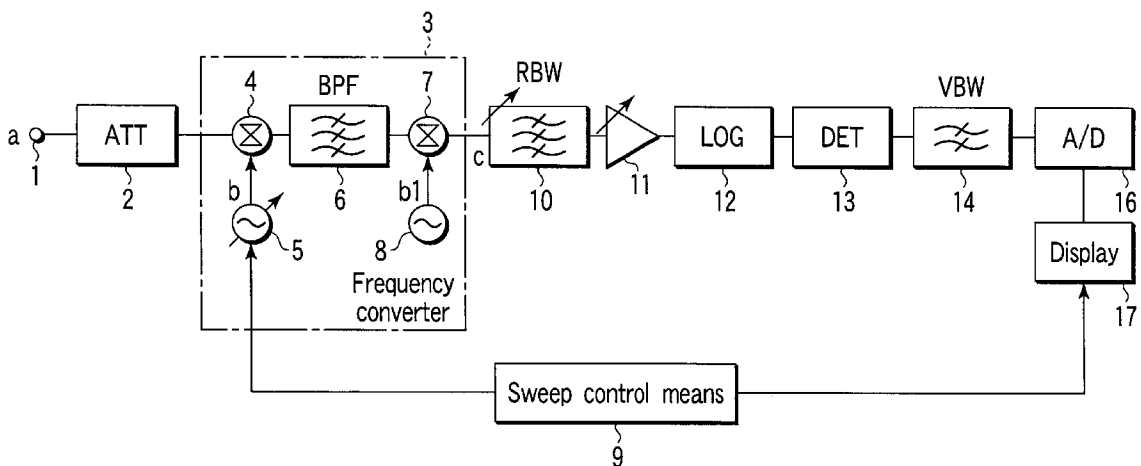 3
4
BPF
7
RBW
VBW
a
ATT
LOG
DET
A/D
1
2
b
6
b1
c
10
11
12
13
14
16
5
8
Display
Frequency
converter
17
Sweep control means
9